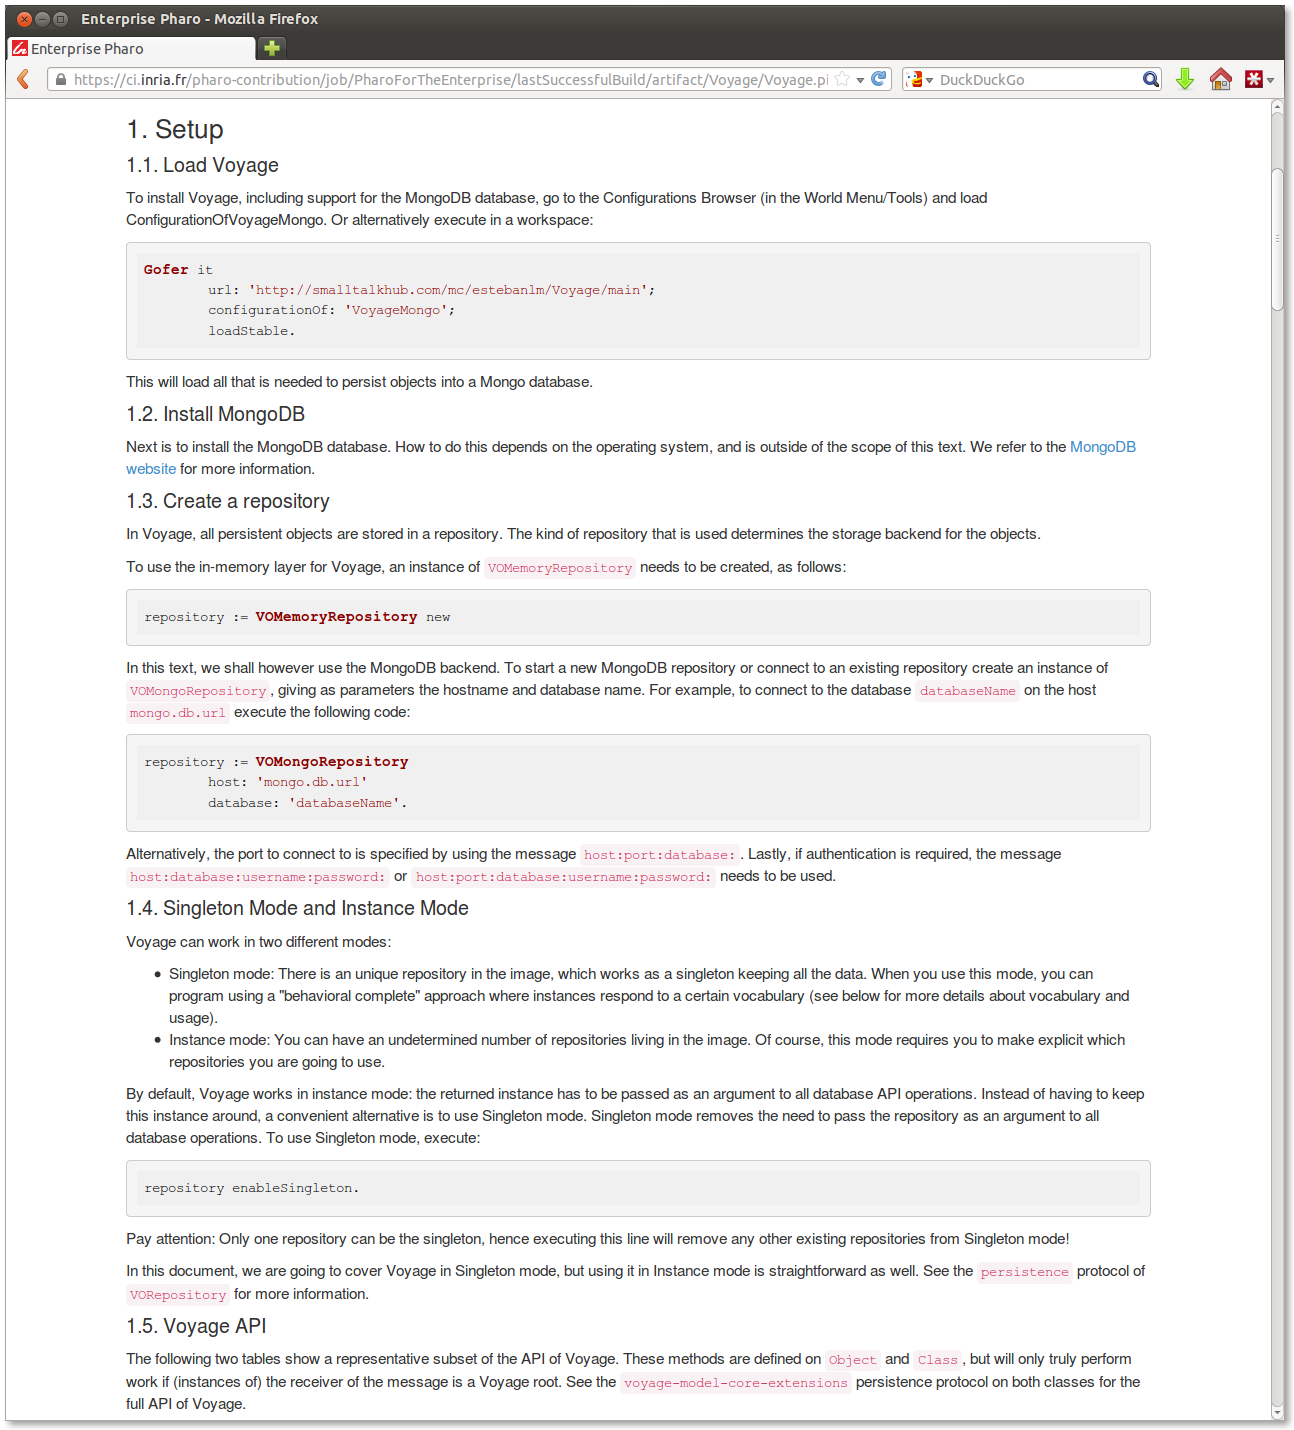 Enterprise Pharo - Mozilla Firefox
Enterprise Pharo
https://ci.inria.fr/pharo-contribution/job/PharoForTheEnterprise/lastSuccessfulBuild/artifact/Voyage/Voyage.pi
DuckDuckGo
1. Setup
1.1. Load Voyage
To install Voyage, including support for the MongoDB database, go to the Configurations Browser (in the World Menu/Tools) and load
ConfigurationOfVoyageMongo. Or alternatively execute in a workspace:
Gofer it
url: 'http://smalltalkhub.com/mc/estebanlm/Voyage/main';
configurationOf: 'VoyageMongo';
loadStable.
This will load all that is needed to persist objects into a Mongo database.
1.2. Install MongoDB
Next is to install the MongoDB database. How to do this depends on the operating system, and is outside of the scope of this text. We refer to the MongoDB
website for more information.
1.3. Create a repository
In Voyage, all persistent objects are stored in a repository. The kind of repository that is used determines the storage backend for the objects.
To use the in-memory layer for Voyage, an instance of VOMemoryRepository needs to be created, as follows:
repository := VOMemoryRepository new
In this text, we shall however use the MongoDB backend. To start a new MongoDB repository or connect to an existing repository create an instance of
VOMongoRepository, giving as parameters the hostname and database name. For example, to connect to the database databaseName on the host
mongo.db.url execute the following code:
repository := VOMongoRepository
host: 'mongo.db.url'
database: 'databaseName'.
Alternatively, the port to connect to is specified by using the message host:port:database:. Lastly, if authentication is required, the message
host:database:username:password: or host:port:database:username:password: needs to be used.
1.4. Singleton Mode and Instance Mode
Voyage can work in two different modes:
• Singleton mode: There is an unique repository in the image, which works as a singleton keeping all the data. When you use this mode, you can
program using a "behavioral complete" approach where instances respond to a certain vocabulary (see below for more details about vocabulary and
usage).
• Instance mode: You can have an undetermined number of repositories living in the image. Of course, this mode requires you to make explicit which
repositories you are going to use.
By default, Voyage works in instance mode: the returned instance has to be passed as an argument to all database API operations. Instead of having to keep
this instance around, a convenient alternative is to use Singleton mode. Singleton mode removes the need to pass the repository as an argument to all
database operations. To use Singleton mode, execute:
repository enableSingleton.
Pay attention: Only one repository can be the singleton, hence executing this line will remove any other existing repositories from Singleton mode!
In this document, we are going to cover Voyage in Singleton mode, but using it in Instance mode is straightforward as well. See the persistence protocol of
VORepository for more information.
1.5. Voyage API
The following two tables show a representative subset of the API of Voyage. These methods are defined on Object and Class, but will only truly perform
work if (instances of) the receiver of the message is a Voyage root. See the voyage-model-core-extensions persistence protocol on both classes for the
full API of Voyage.